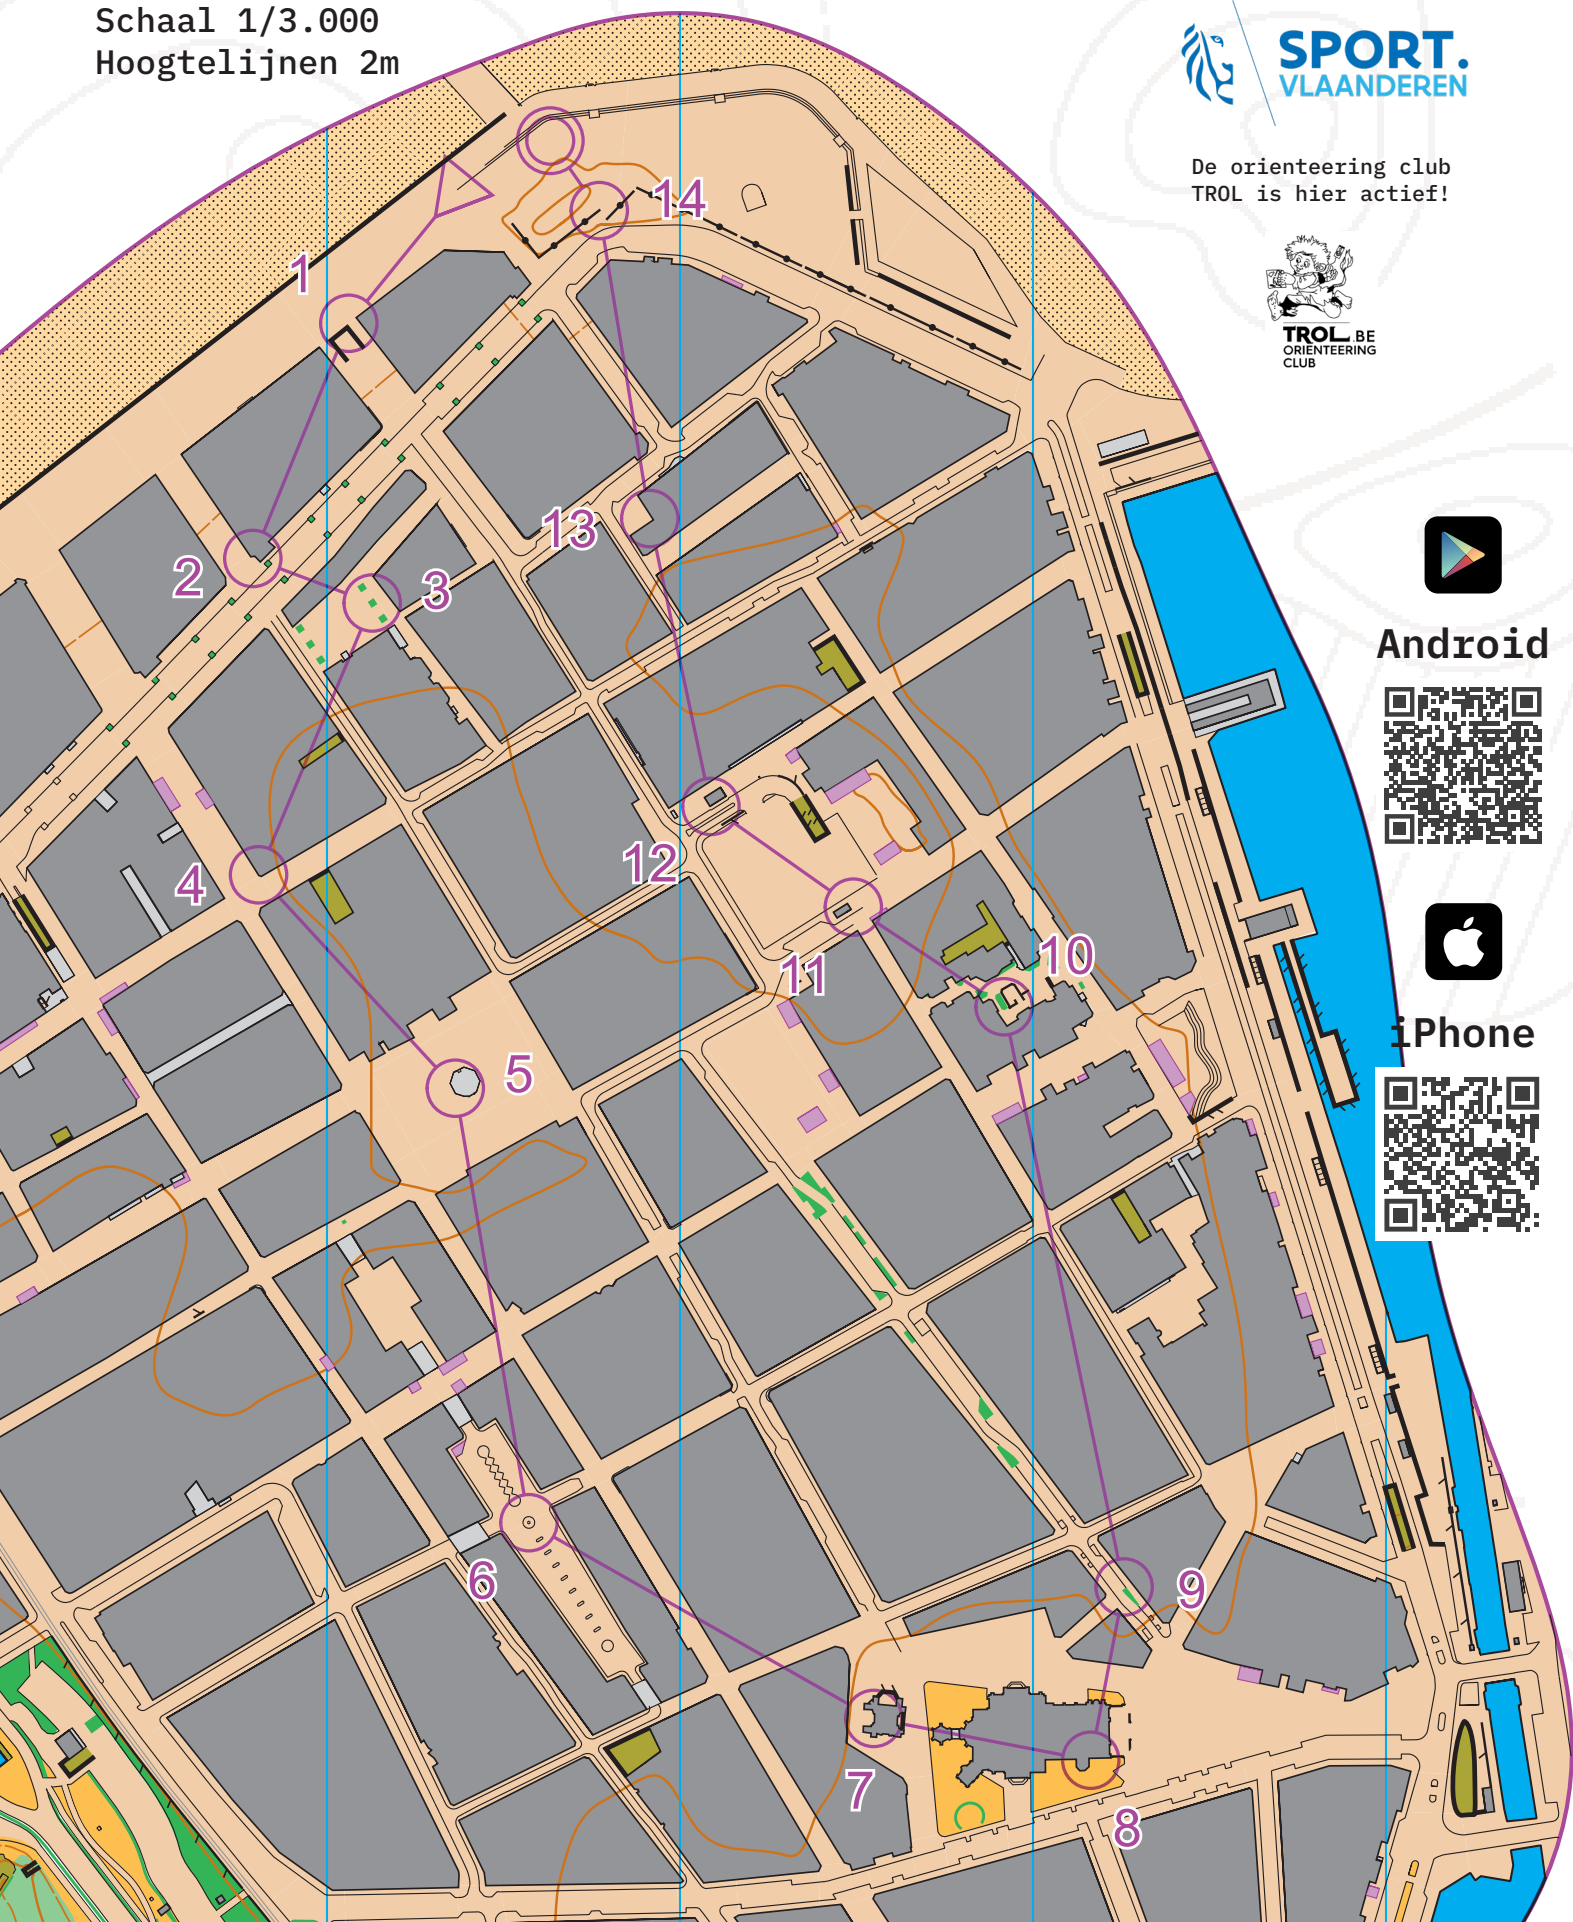 Schaal 1/3.000
Hoogtelijnen 2m
SPORT.
VLAANDEREN
De orienteering club
TROL is hier actief!
TROL.BE
ORIENTEERING
CLUB
Android
iPhone
14
1
13
2
3
12
4
11
10
5
6
9
7
8